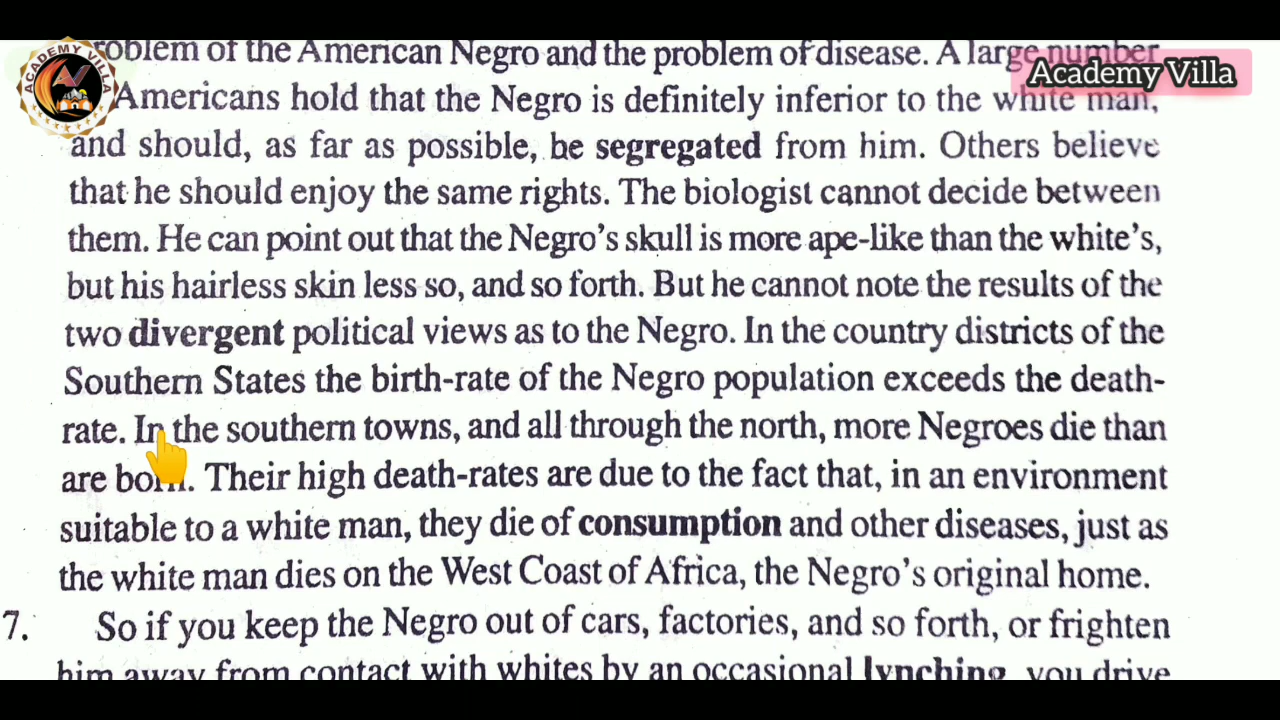 ACADEMY VILLA
Academy Villa
roblem of the American Negro and the problem of disease. A large number
Americans hold that the Negro is definitely inferior to the white man,
and should, as far as possible, be segregated from him. Others believe
that he should enjoy the same rights. The biologist cannot decide between
them. He can point out that the Negro's skull is more ape-like than the white's,
but his hairless skin less so, and so forth. But he cannot note the results of the
two divergent political views as to the Negro. In the country districts of the
Southern States the birth-rate of the Negro population exceeds the death-
rate. In the southern towns, and all through the north, more Negroes die than
are born. Their high death-rates are due to the fact that, in an environment
suitable to a white man, they die of consumption and other diseases, just as
the white man dies on the West Coast of Africa, the Negro's original home.
7. So if you keep the Negro out of cars, factories, and so forth, or frighten
him away from contact with whites by an occasional lynching, you drive